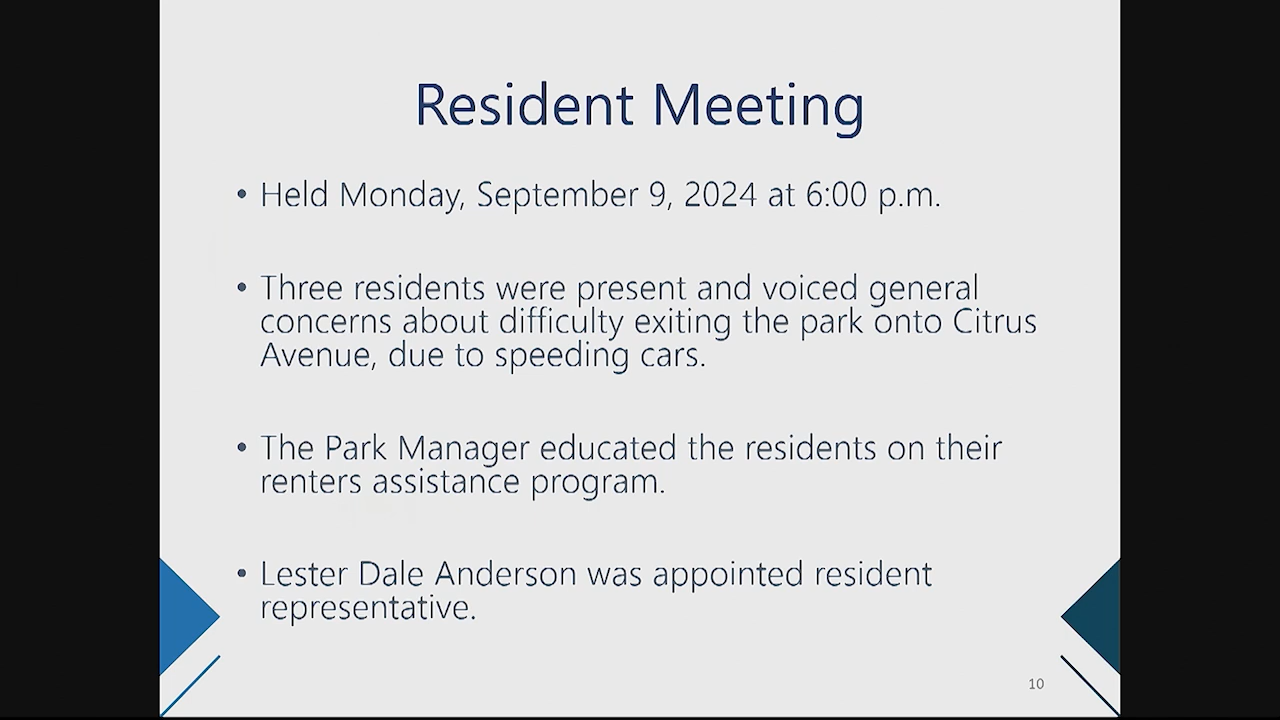 Resident Meeting
• Held Monday, September 9, 2024 at 6:00 p.m.
• Three residents were present and voiced general
concerns about difficulty exiting the park onto Citrus
Avenue, due to speeding cars.
• The Park Manager educated the residents on their
renters assistance program.
• Lester Dale Anderson was appointed resident
representative.
10